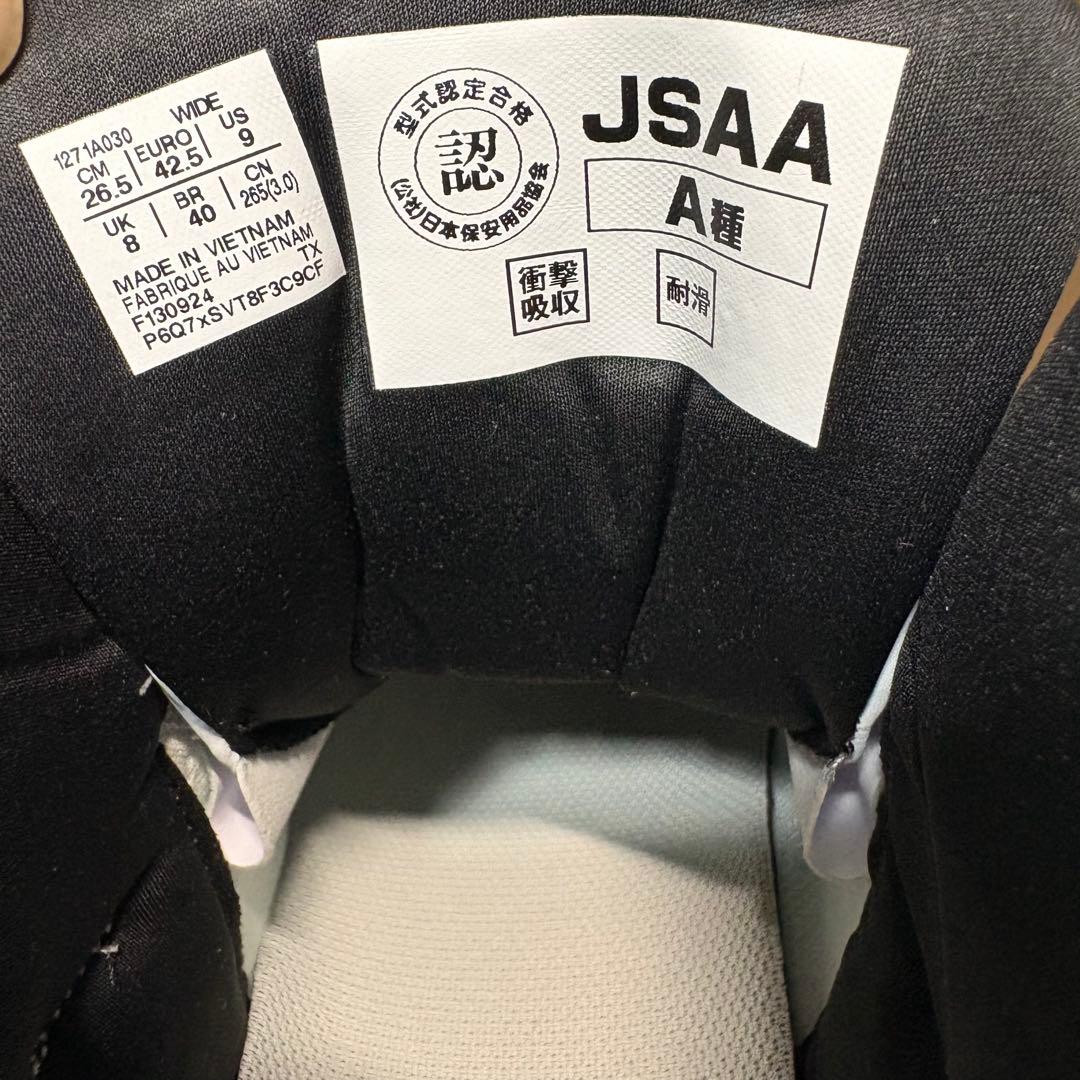 1271A030 WIDE
CM EURO US
26.5 42.5 9
UK BR CN
8 40 265(3.0)
MADE IN VIETNAM
FABRIQUE AU VIETNAM
F130924 TX
P6Q7xSVT8F3C9CF
型式認定合格
認
(公社)日本保安用品協会
JSAA
A種
衝撃
吸収
耐滑